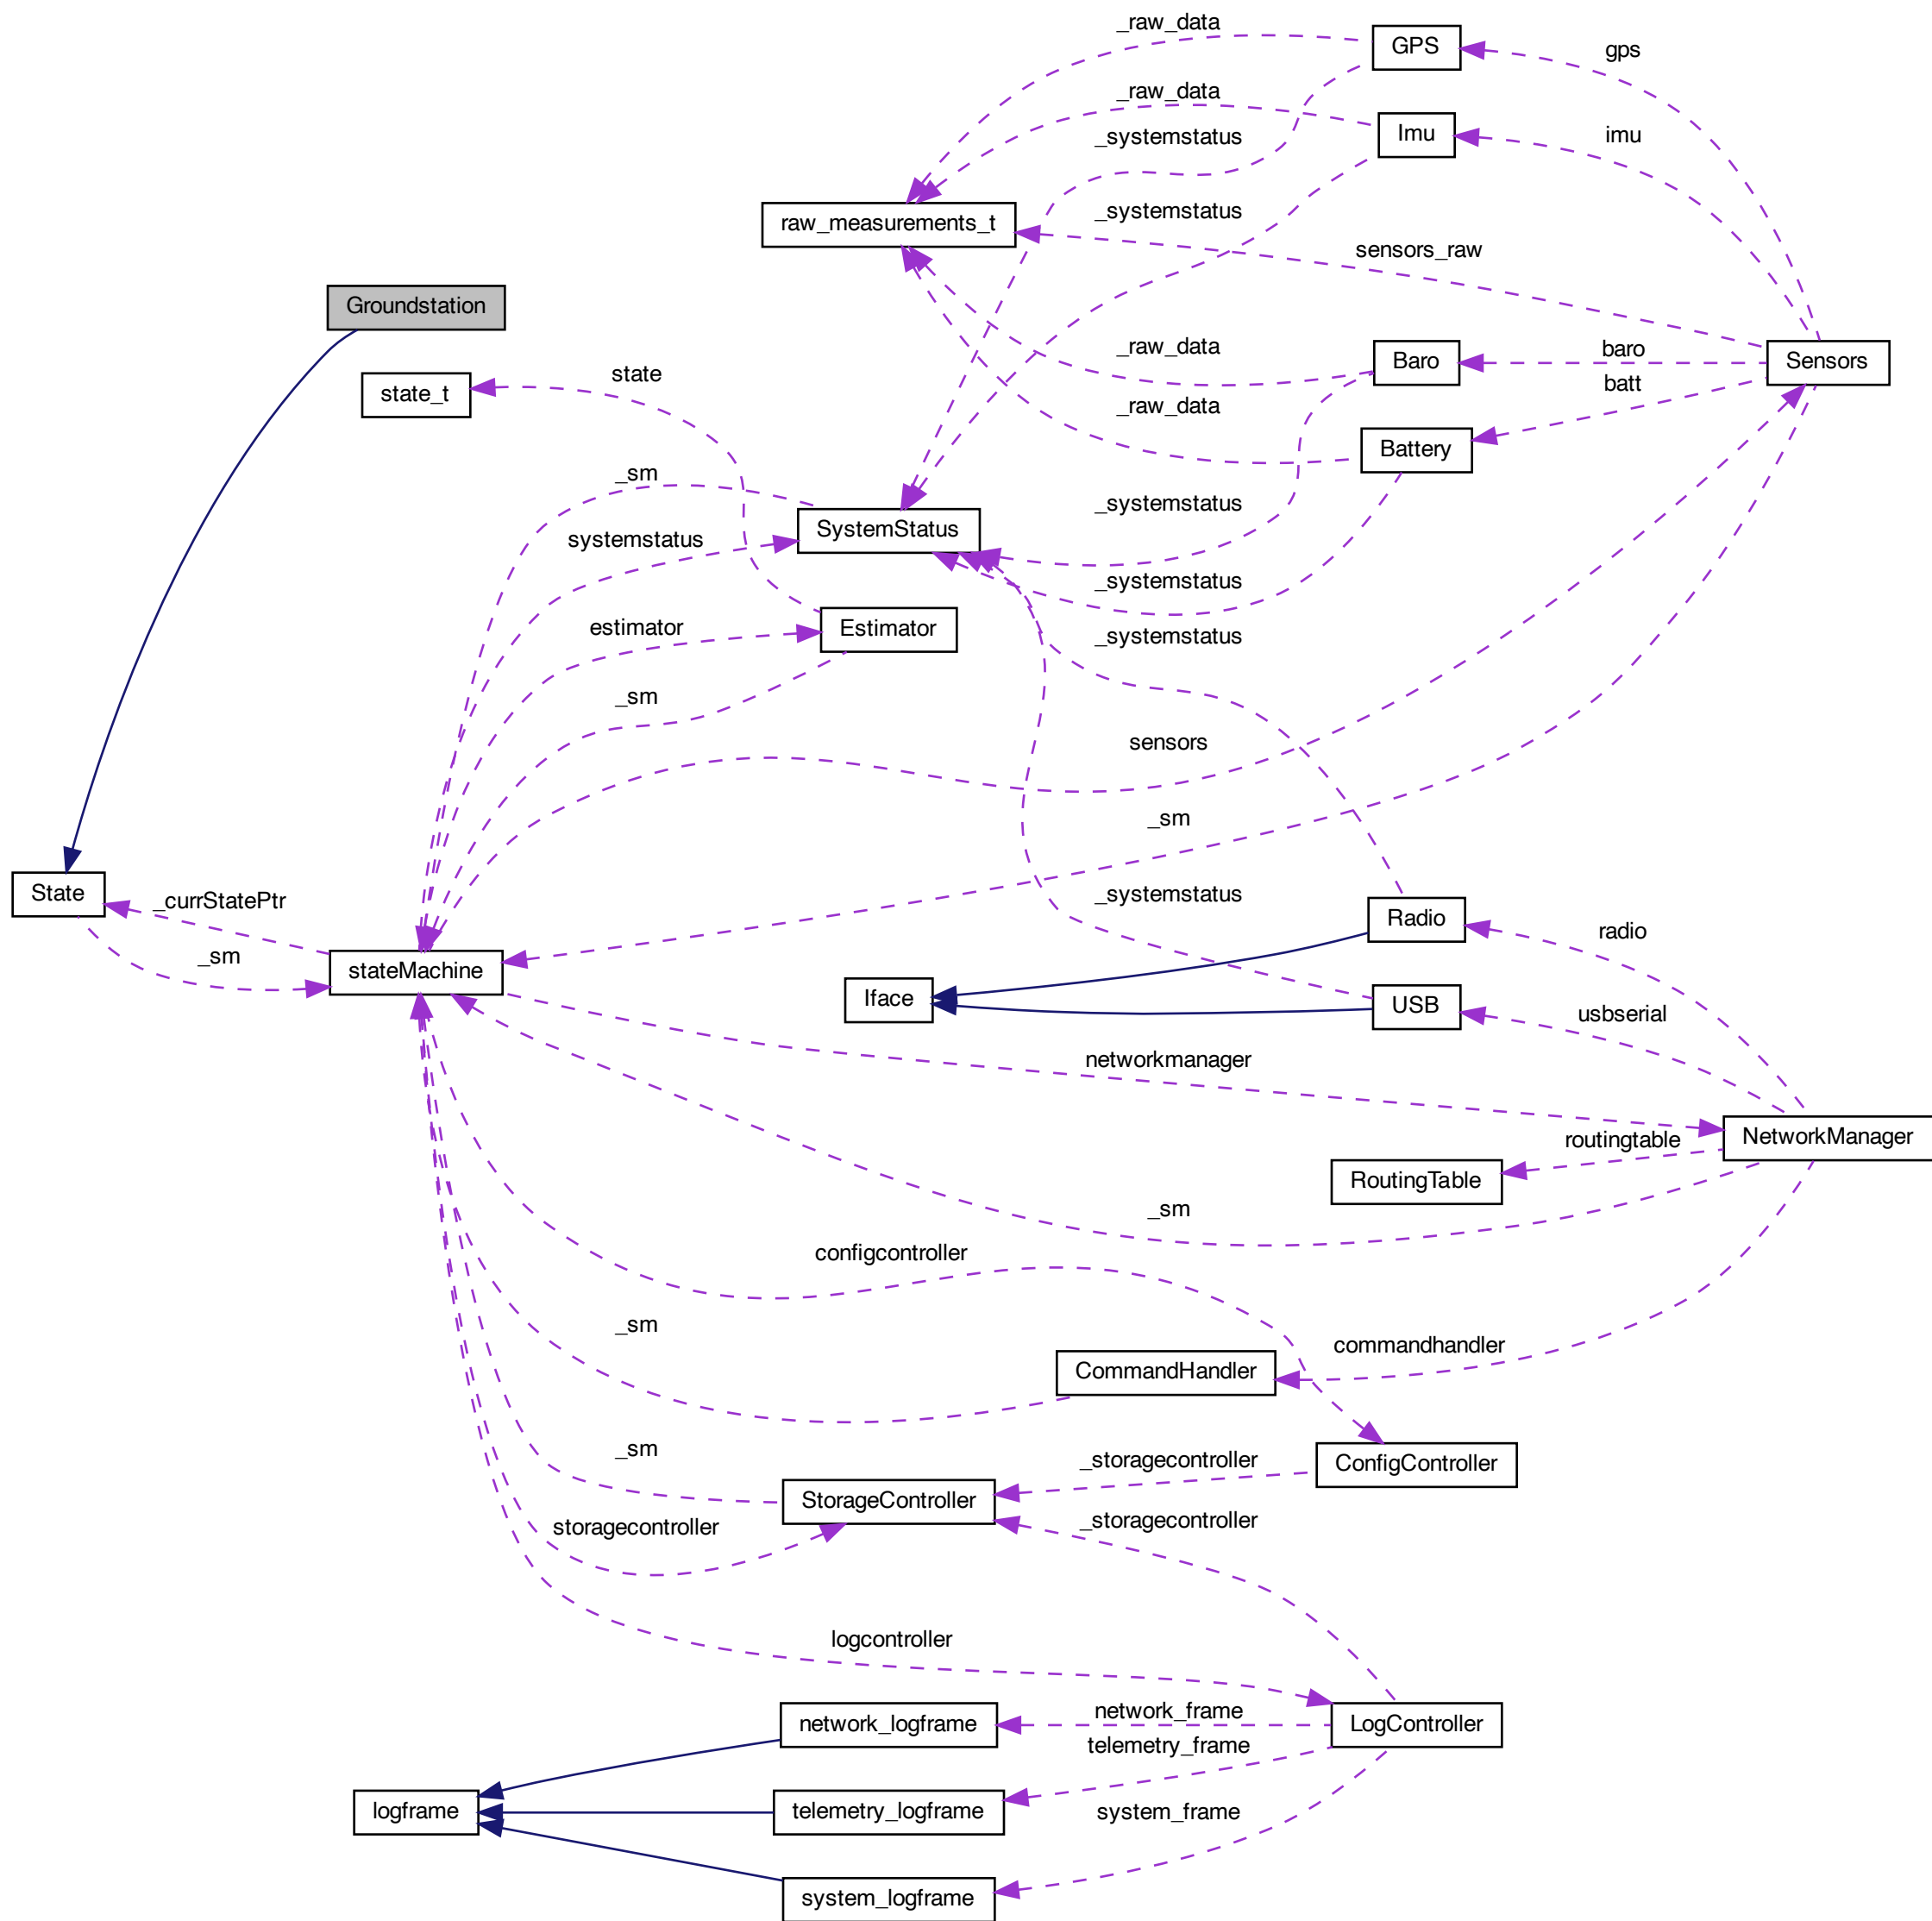 _raw_data
GPS
gps
_raw_data
Imu
imu
_systemstatus
_systemstatus
raw_measurements_t
sensors_raw
Groundstation
_raw_data
Baro
baro
Sensors
state
state_t
batt
_raw_data
Battery
_sm
_systemstatus
systemstatus
SystemStatus
_systemstatus
estimator
Estimator
_systemstatus
_sm
sensors
_sm
State
_currStatePtr
_systemstatus
Radio
radio
_sm
stateMachine
Iface
USB
usbserial
networkmanager
NetworkManager
routingtable
RoutingTable
_sm
configcontroller
_sm
commandhandler
CommandHandler
_sm
_storagecontroller
ConfigController
StorageController
storagecontroller
_storagecontroller
logcontroller
network_logframe
network_frame
LogController
telemetry_frame
logframe
telemetry_logframe
system_frame
system_logframe